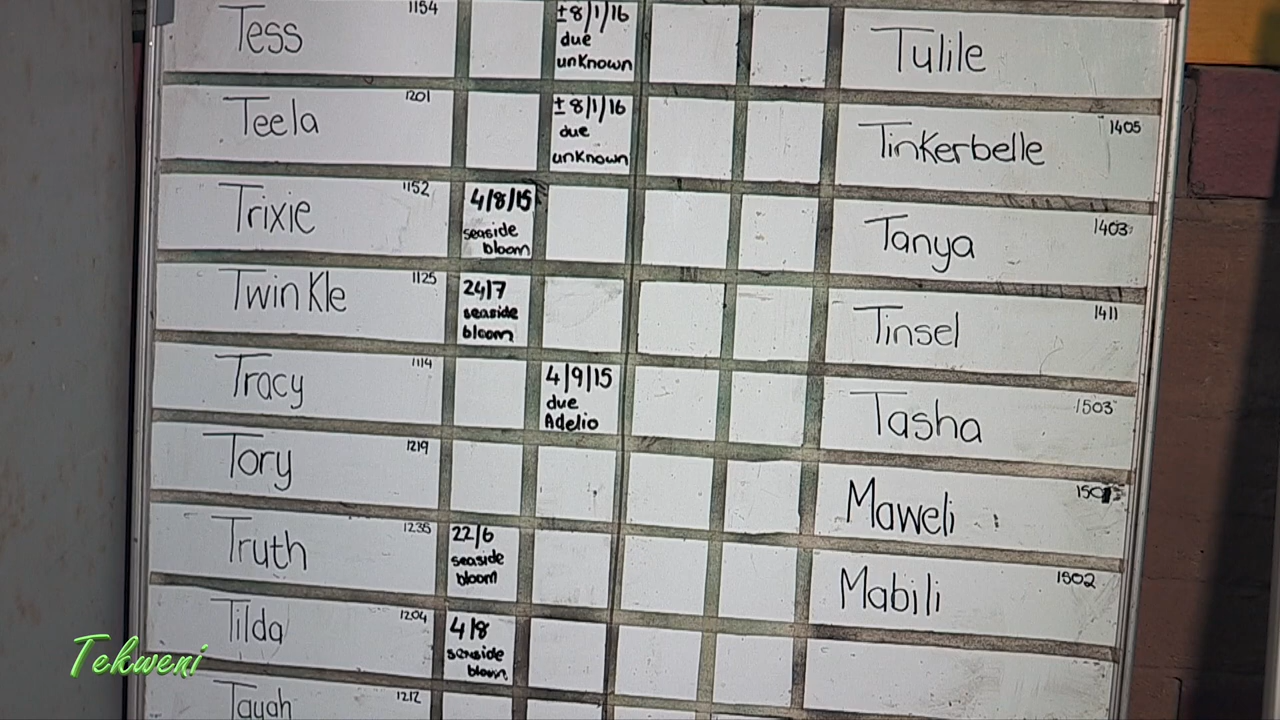 Tess 1154
±8/1/16
due
unknown
Tulile
Teela 1201
±8/1/16
due
unknown
Tinkerbelle 1405
Trixie 1152
4/8/15
seaside
bloom
Tanya 1403
Twinkle 1125
24/7
seaside
bloom
Tinsel 1411
Tracy 1114
4/9/15
due
Adelio
Tasha 1503
Tory 1219
Maweli
Truth 1235
22/6
seaside
bloom
Mabili 1502
Tilda 1204
4/8
seaside
bloom
Tayah 1212
Tekweni